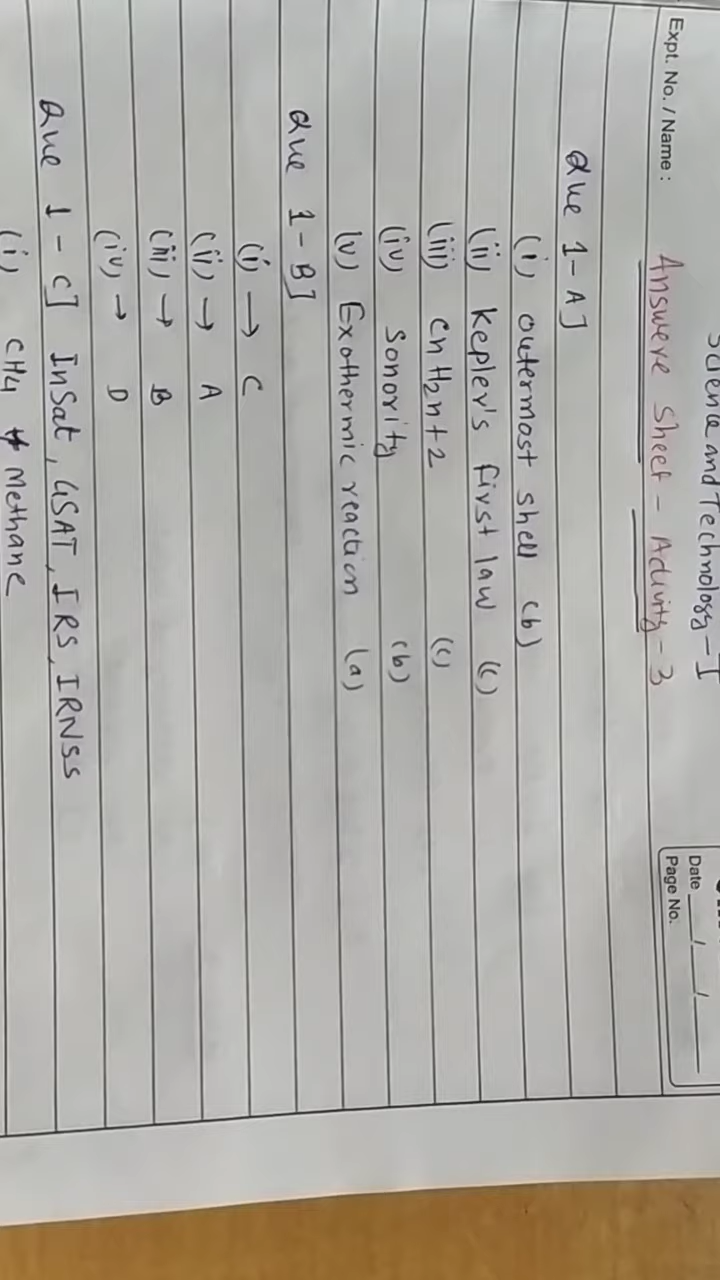 Science and Technology - I
Expt. No. / Name :
Answere Sheet - Activity - 3
Date / /
Page No.
Que 1 - A]
(i) outermost shell (b)
(ii) Kepler's first law (c)
(iii) CnH2n+2 (c)
(iv) Sonority (b)
(v) Exothermic reaction (a)
Que 1 - B]
(i) → C
(ii) → A
(iii) → B
(iv) → D
Que 1 - C] InSat, GSAT, IRS, IRNSS
(i) CH4 Methane